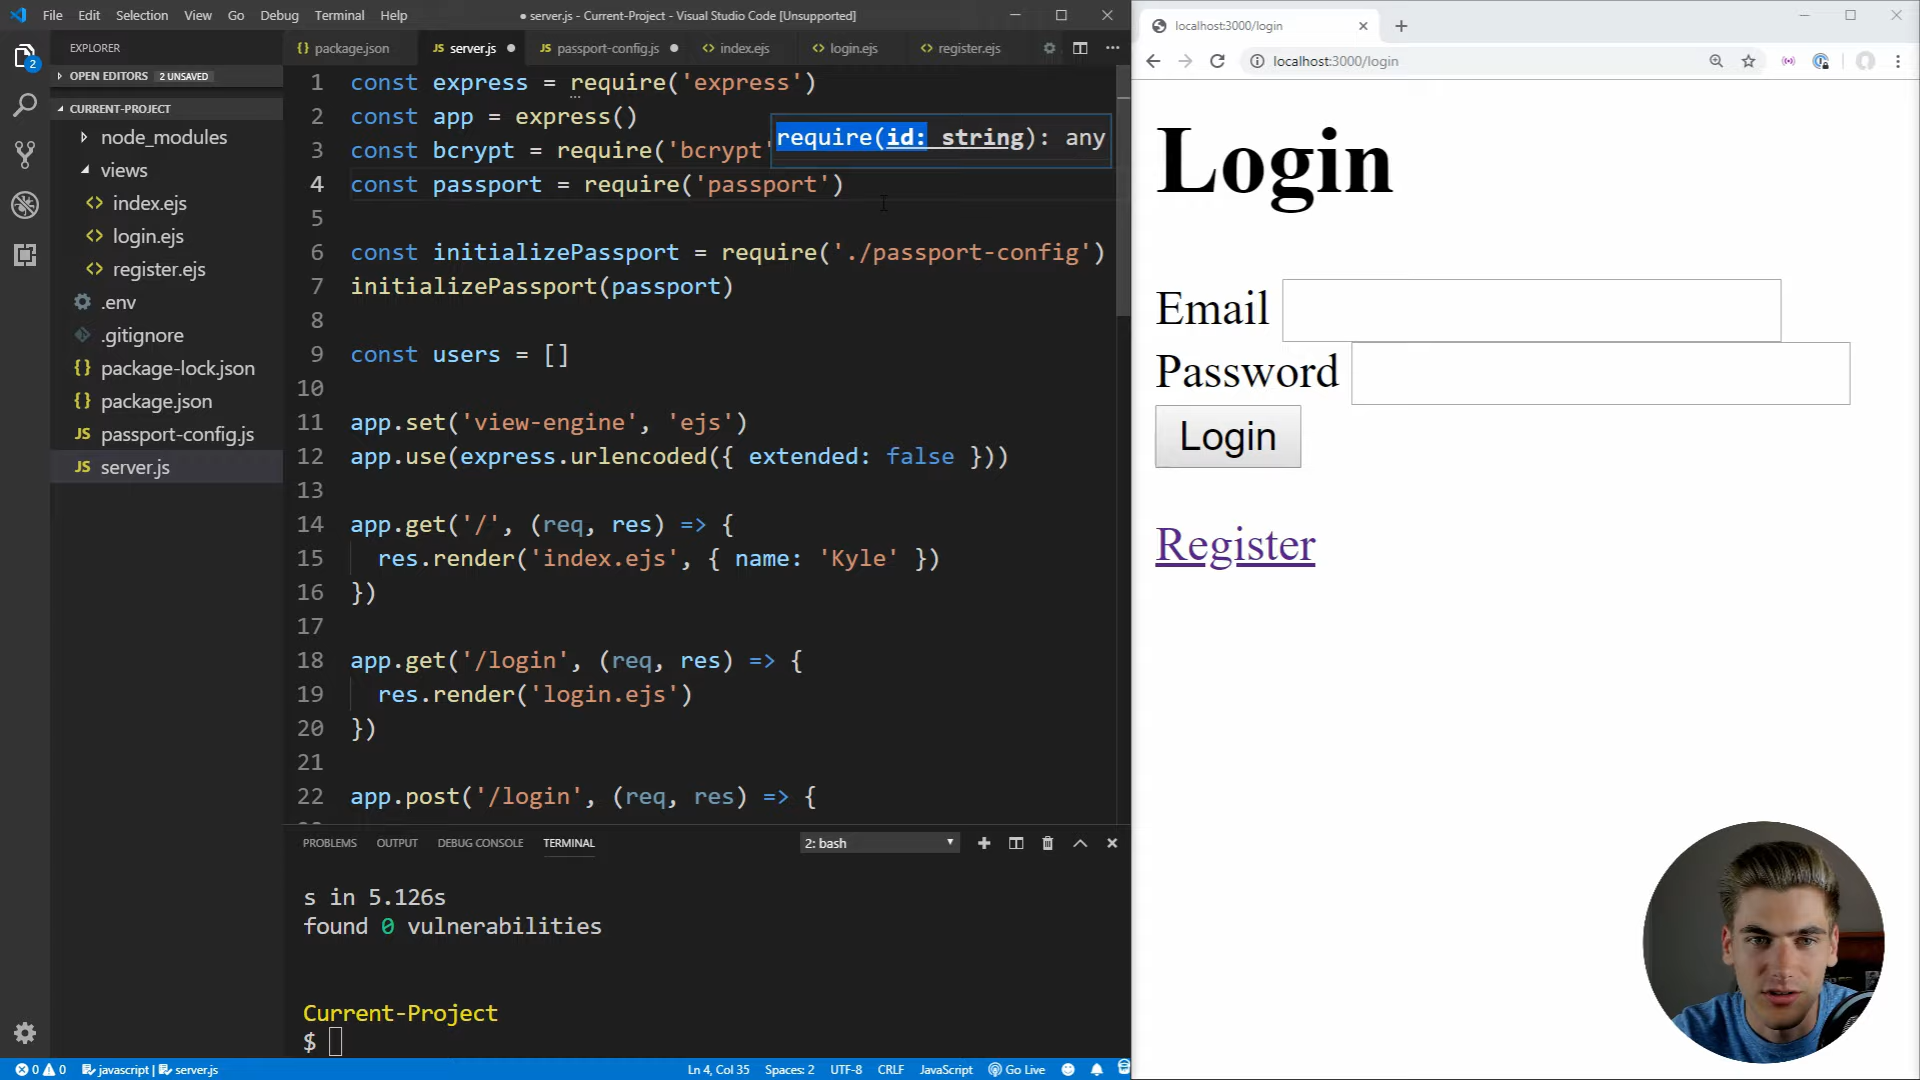 File Edit Selection View Go Debug Terminal Help
● server.js - Current-Project - Visual Studio Code [Unsupported]
EXPLORER
OPEN EDITORS 2 UNSAVED
CURRENT-PROJECT
node_modules
views
index.ejs
login.ejs
register.ejs
.env
.gitignore
package-lock.json
package.json
JS passport-config.js
JS server.js
2
{ } package.json
JS server.js ●
JS passport-config.js ●
<> index.ejs
<> login.ejs
<> register.ejs
1 const express = require('express')
2 const app = express()
3 const bcrypt = require('bcrypt'
require(id: string): any
4 const passport = require('passport')
5
6 const initializePassport = require('./passport-config')
7 initializePassport(passport)
8
9 const users = []
10
11 app.set('view-engine', 'ejs')
12 app.use(express.urlencoded({ extended: false }))
13
14 app.get('/', (req, res) => {
15 res.render('index.ejs', { name: 'Kyle' })
16 })
17
18 app.get('/login', (req, res) => {
19 res.render('login.ejs')
20 })
21
22 app.post('/login', (req, res) => {
PROBLEMS OUTPUT DEBUG CONSOLE TERMINAL
2: bash
s in 5.126s
found 0 vulnerabilities
Current-Project
$
0 0 javascript | server.js
Ln 4, Col 35 Spaces: 2 UTF-8 CRLF JavaScript Go Live
localhost:3000/login
localhost:3000/login
Login
Email
Password
Login
Register